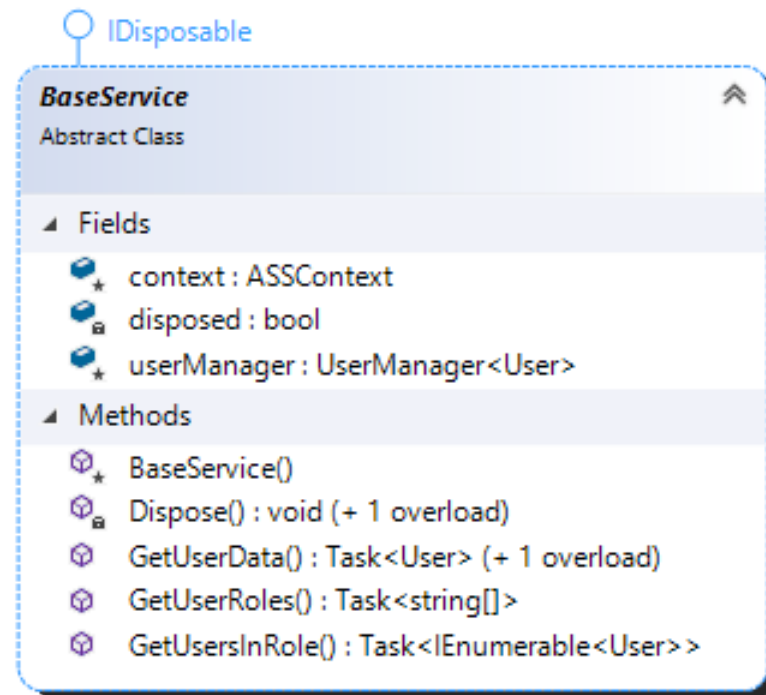 IDisposable
BaseService
Abstract Class
Fields
context : ASSContext
disposed : bool
userManager : UserManager<User>
Methods
BaseService()
Dispose() : void (+ 1 overload)
GetUserData() : Task<User> (+ 1 overload)
GetUserRoles() : Task<string[]>
GetUsersInRole() : Task<IEnumerable<User>>